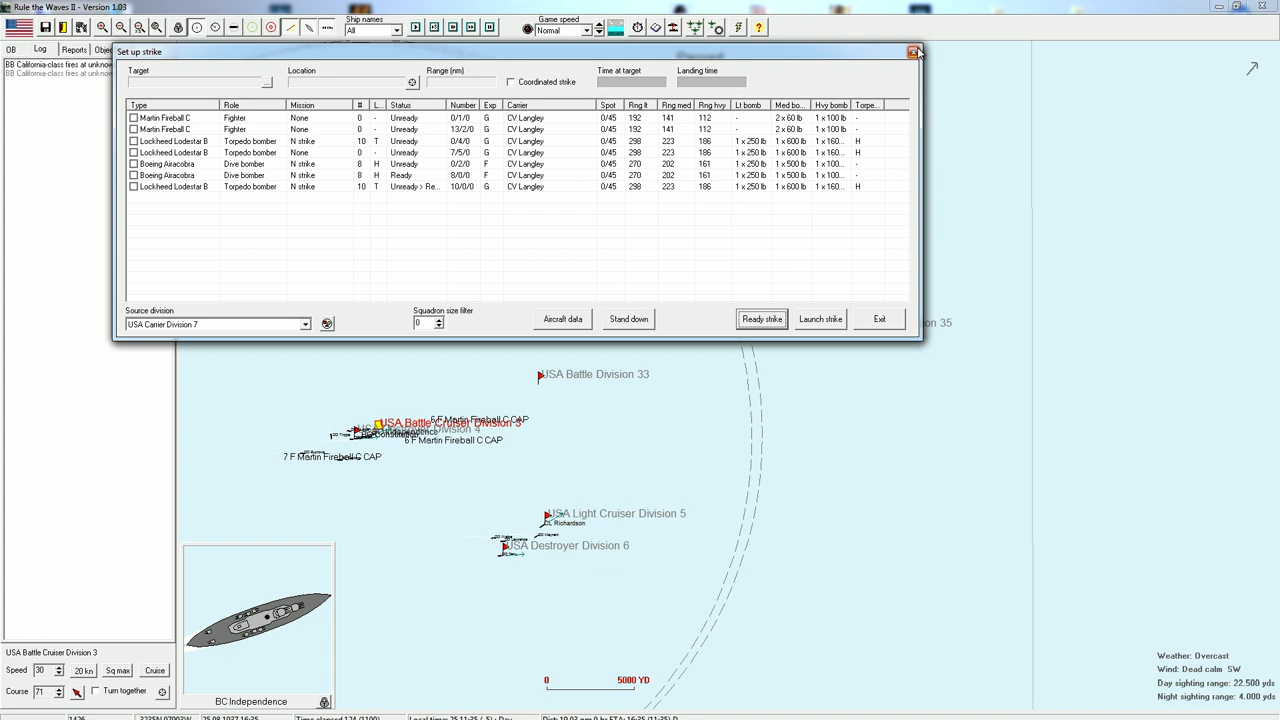 Rule the Waves II - Version 1.03
Ship names
All
Game speed
Normal
OB Log Reports Objec
BB California-class fires at unknow
BB California-class fires at unknow
Set up strike
Target Location Range (nm) Coordinated strike Time at target Landing time
Type Role Mission # L... Status Number Exp Carrier Spot Rng lt Rng med Rng hvy Lt bomb Med bo... Hvy bomb Torpe...
Martin Fireball C Fighter None 0 - Unready 0/1/0 G CV Langley 0/45 192 141 112 - 2 x 60 lb 1 x 100 lb -
Martin Fireball C Fighter None 0 - Unready 13/2/0 G CV Langley 0/45 192 141 112 - 2 x 60 lb 1 x 100 lb -
Lockheed Lodestar B Torpedo bomber N strike 10 T Unready 0/4/0 G CV Langley 0/45 298 223 186 1 x 250 lb 1 x 600 lb 1 x 160... H
Lockheed Lodestar B Torpedo bomber None 0 - Unready 7/5/0 G CV Langley 0/45 298 223 186 1 x 250 lb 1 x 600 lb 1 x 160... H
Boeing Airacobra Dive bomber N strike 8 H Unready 0/2/0 F CV Langley 0/45 270 202 161 1 x 250 lb 1 x 500 lb 1 x 100... -
Boeing Airacobra Dive bomber N strike 8 H Ready 8/0/0 F CV Langley 0/45 270 202 161 1 x 250 lb 1 x 500 lb 1 x 100... -
Lockheed Lodestar B Torpedo bomber N strike 10 T Unready > Re... 10/0/0 G CV Langley 0/45 298 223 186 1 x 250 lb 1 x 600 lb 1 x 160... H
Source division
USA Carrier Division 7
Squadron size filter
0
Aircraft data Stand down Ready strike Launch strike Exit
on 35
USA Battle Division 33
6 F Martin Fireball C CAP
USA Battle Cruiser Division 3
6 F Martin Fireball C CAP
7 F Martin Fireball C CAP
USA Light Cruiser Division 5
CL Richardson
USA Destroyer Division 6
BC Independence
0 5000 YD
USA Battle Cruiser Division 3
Speed 30 20 kn Sq max Cruise
Course 71 Turn together
Weather: Overcast
Wind: Dead calm SW
Day sighting range: 22.500 yds
Night sighting range: 4.000 yds